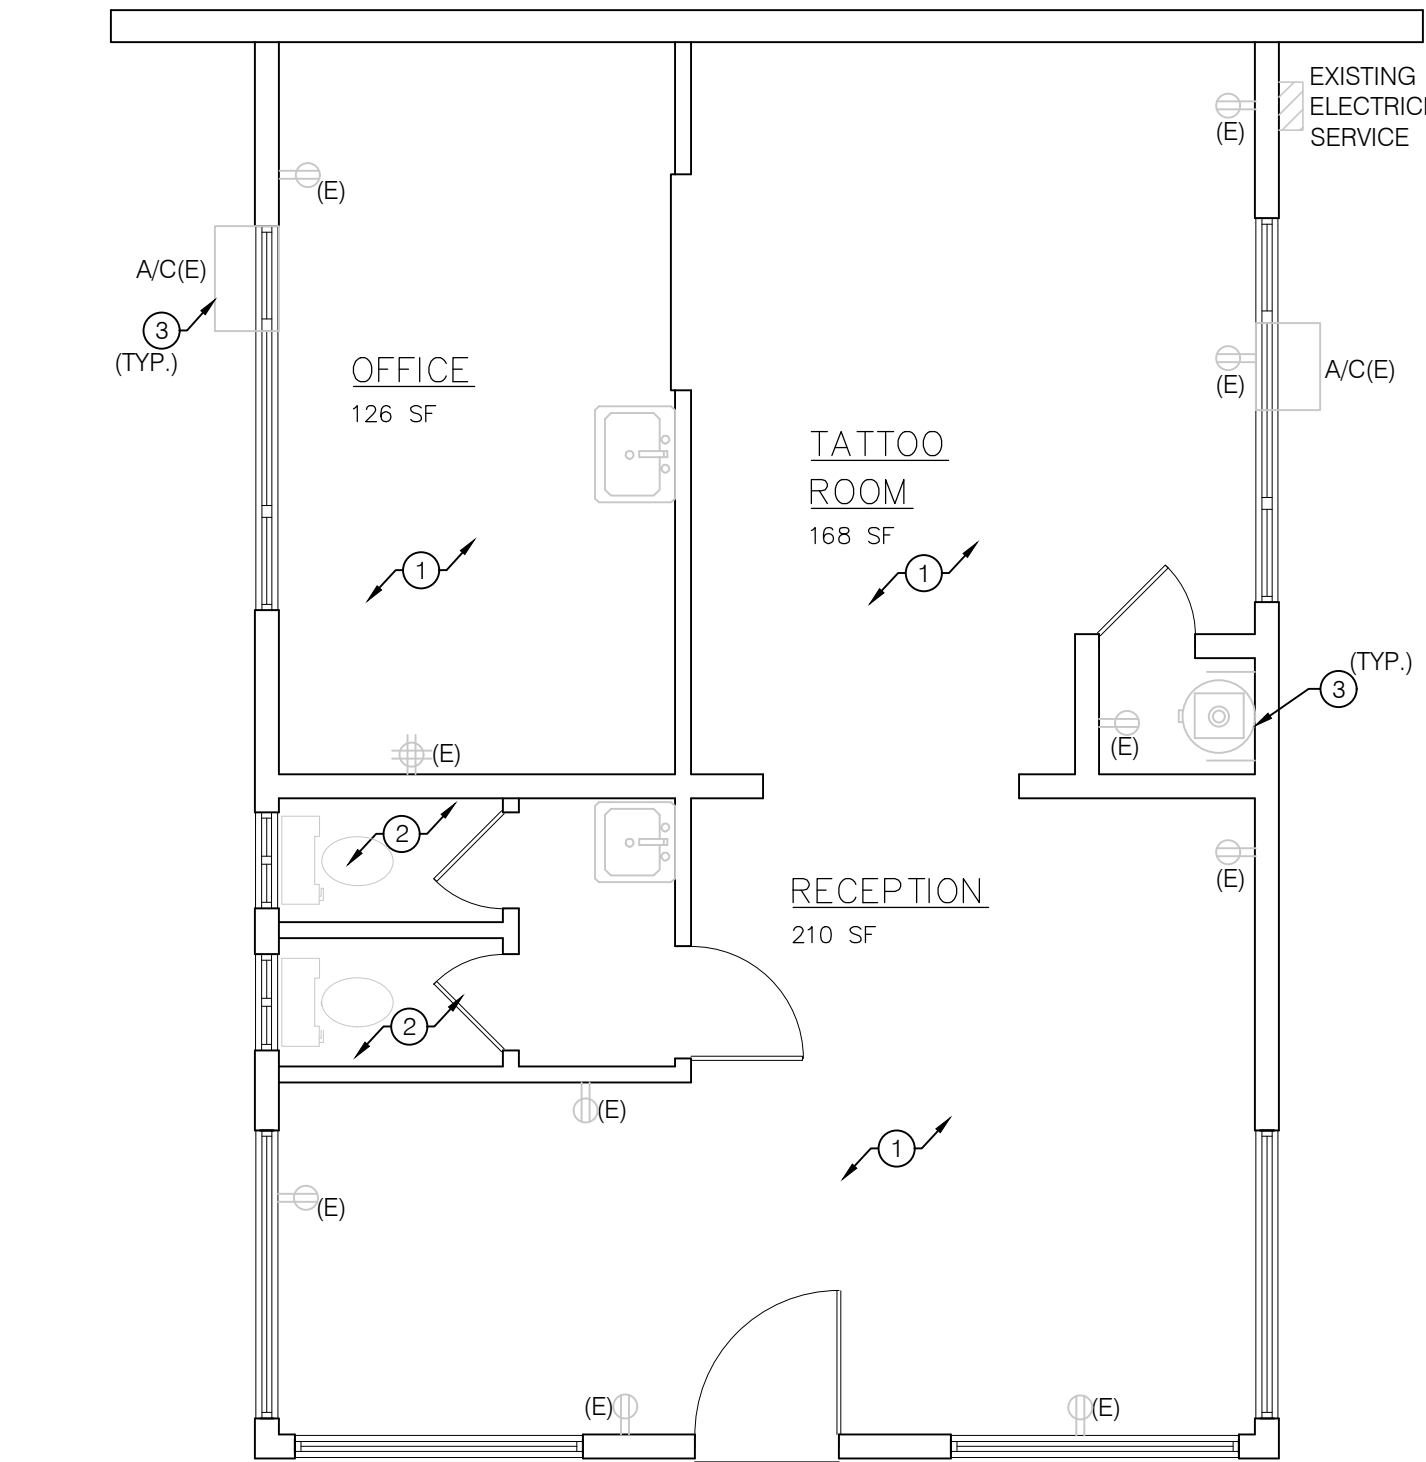 EXISTING
ELECTRIC
SERVICE
(E)
(E)
A/C(E)
3
(TYP.)
OFFICE
126 SF
(E)
A/C(E)
TATTOO
ROOM
168 SF
1
1
(TYP.)
3
(E)
(E)
2
RECEPTION
210 SF
(E)
2
(E)
1
(E)
(E)
(E)